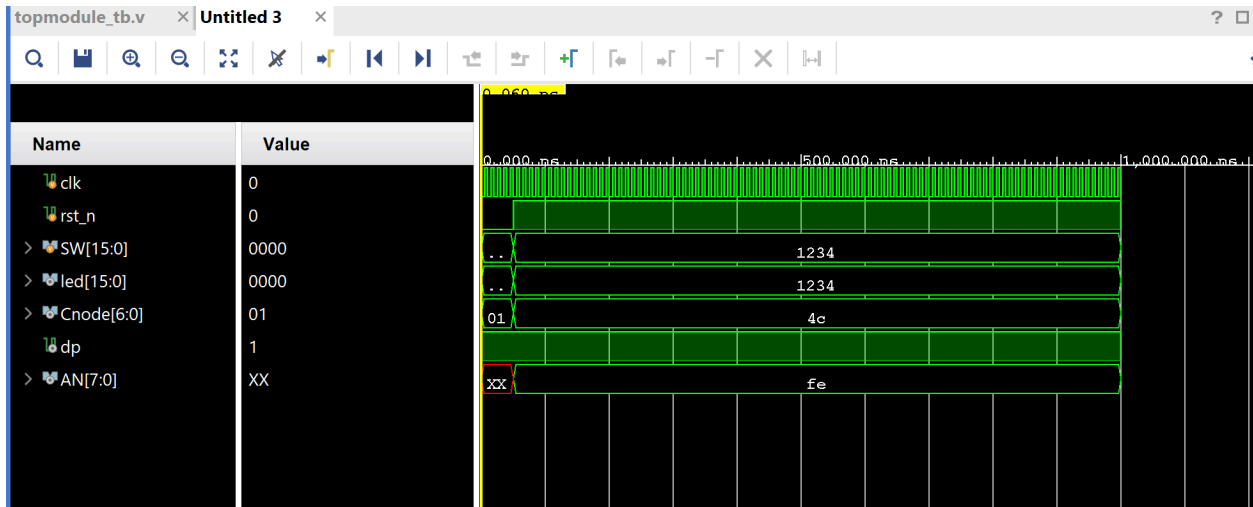 topmodule_tb.v × Untitled 3 × ?
0.060 ns
Name Value
0.000 ns 500.000 ns 1,000.000 ns
clk 0
rst_n 0
SW[15:0] 0000 .. 1234
led[15:0] 0000 .. 1234
Cnode[6:0] 01 01 4c
dp 1
AN[7:0] XX XX fe